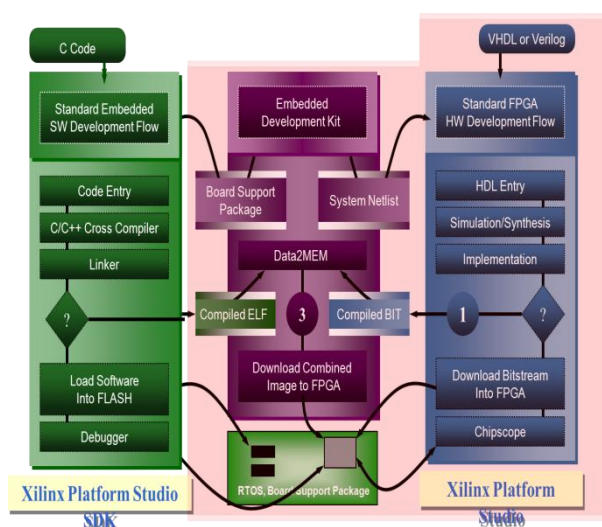 C Code
VHDL or Verilog
Standard Embedded
SW Development Flow
Embedded
Development Kit
Standard FPGA
HW Development Flow
Code Entry
C/C++ Cross Compiler
Linker
?
Load Software
Into FLASH
Debugger
Board Support
Package
System Netlist
Data2MEM
Compiled ELF
3
Compiled BIT
Download Combined
Image to FPGA
RTOS, Board Support Package
HDL Entry
Simulation/Synthesis
Implementation
1
?
Download Bitstream
Into FPGA
Chipscope
Xilinx Platform Studio
SDK
Xilinx Platform
Studio